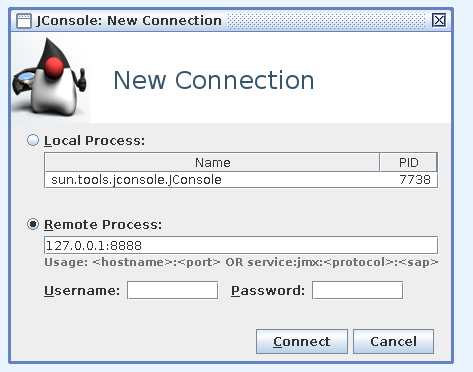 JConsole: New Connection
New Connection
Local Process:
Name PID
sun.tools.jconsole.JConsole 7738
Remote Process:
127.0.0.1:8888
Usage: <hostname>:<port> OR service:jmx:<protocol>:<sap>
Username: Password:
Connect Cancel